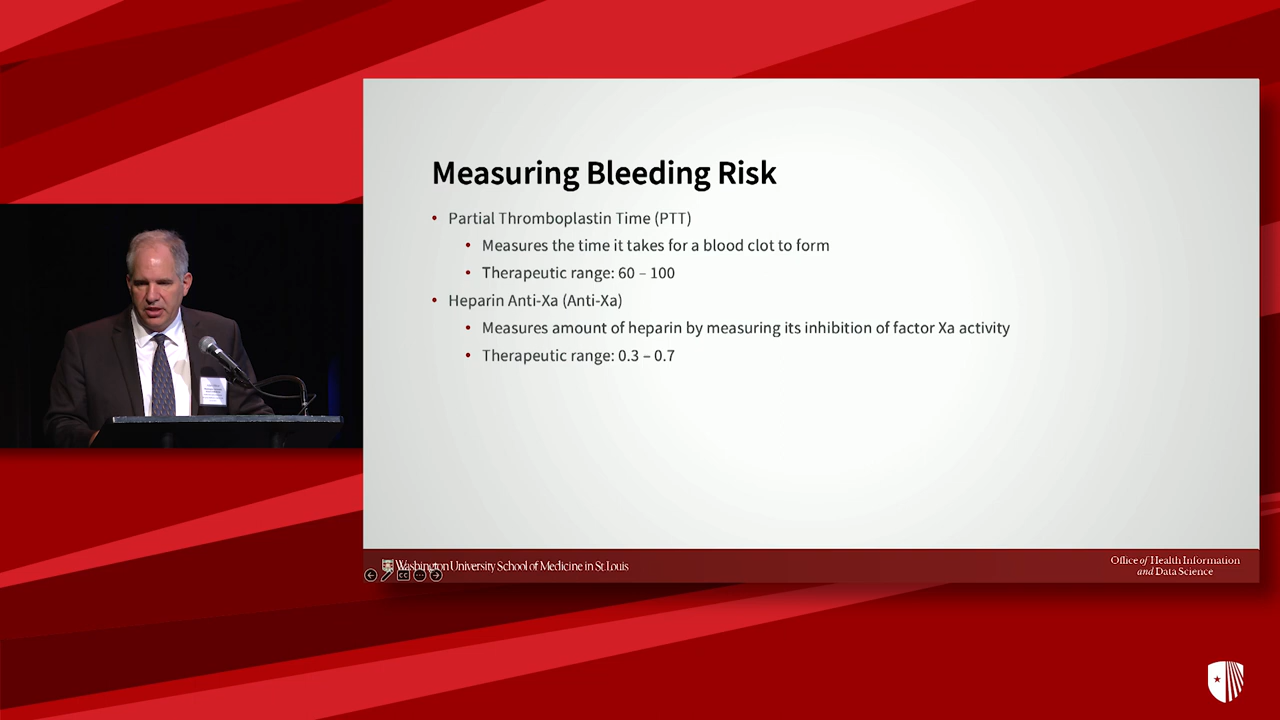 Measuring Bleeding Risk
• Partial Thromboplastin Time (PTT)
• Measures the time it takes for a blood clot to form
• Therapeutic range: 60 – 100
• Heparin Anti-Xa (Anti-Xa)
• Measures amount of heparin by measuring its inhibition of factor Xa activity
• Therapeutic range: 0.3 – 0.7
Washington University School of Medicine in St. Louis
Office of Health Information
and Data Science